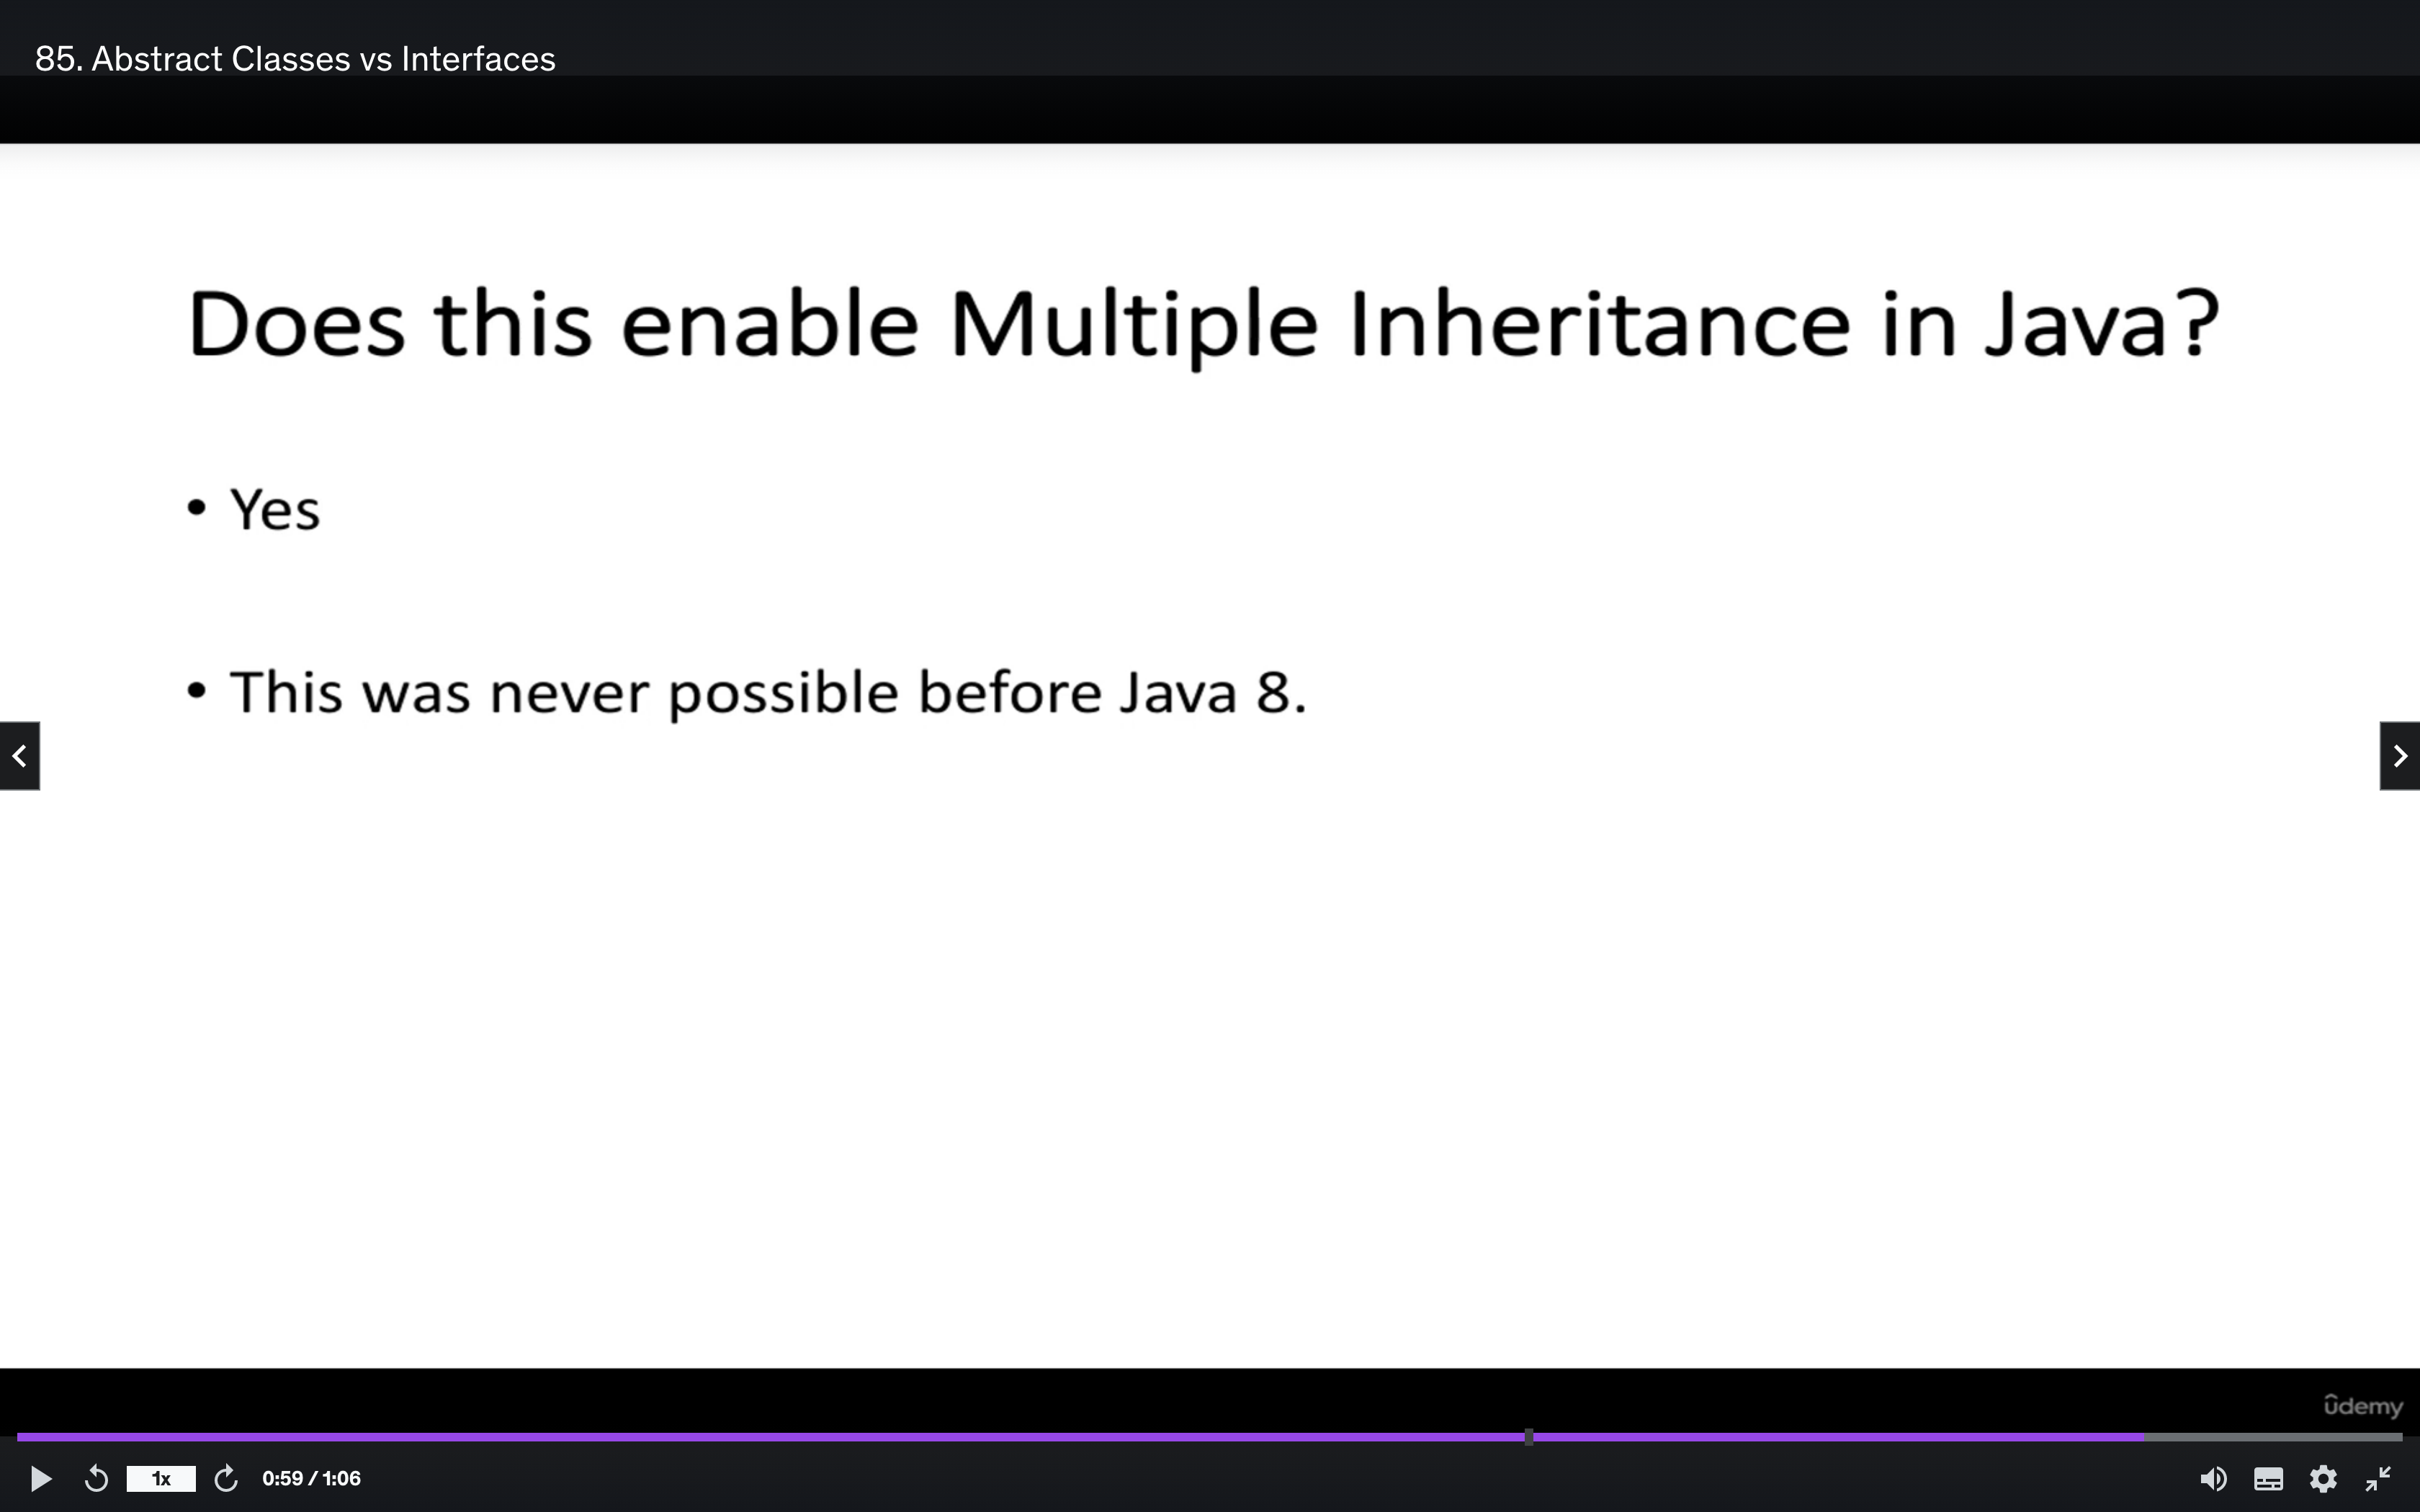 85. Abstract Classes vs Interfaces
Does this enable Multiple Inheritance in Java?
• Yes
• This was never possible before Java 8.
ûdemy
1x
0:59 / 1:06